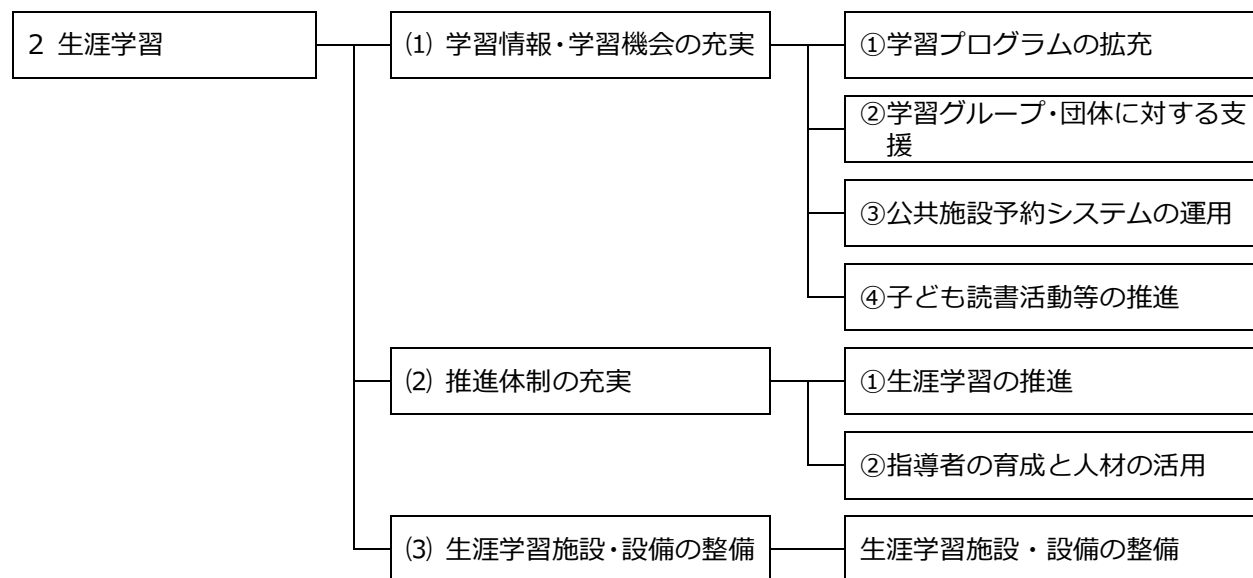 2 生涯学習
⑴ 学習情報・学習機会の充実
①学習プログラムの拡充
②学習グループ・団体に対する支
援
③公共施設予約システムの運用
④子ども読書活動等の推進
⑵ 推進体制の充実
①生涯学習の推進
②指導者の育成と人材の活用
⑶ 生涯学習施設・設備の整備
生涯学習施設・設備の整備